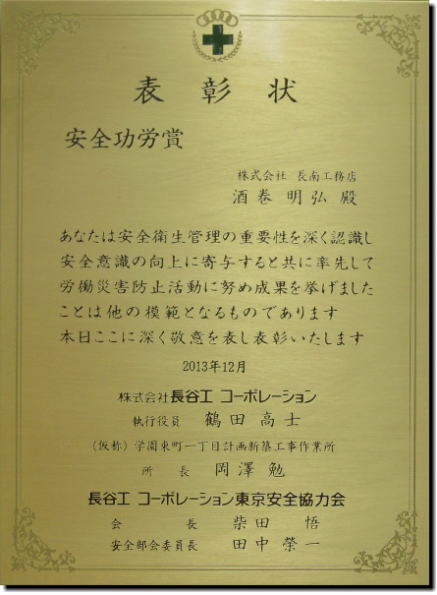 表彰状
安全功労賞
株式会社 長南工務店
酒巻 明弘 殿
あなたは安全衛生管理の重要性を深く認識し
安全意識の向上に寄与すると共に率先して
労働災害防止活動に努め成果を挙げました
ことは他の模範となるものであります
本日ここに深く敬意を表し表彰いたします
2013年12月
株式会社長谷工 コーポレーション
執行役員 鶴田高士
(仮称)学園東町一丁目計画新築工事作業所
所長 岡澤勉
長谷工 コーポレーション東京安全協力会
会長 柴田悟
安全部会委員長 田中榮一